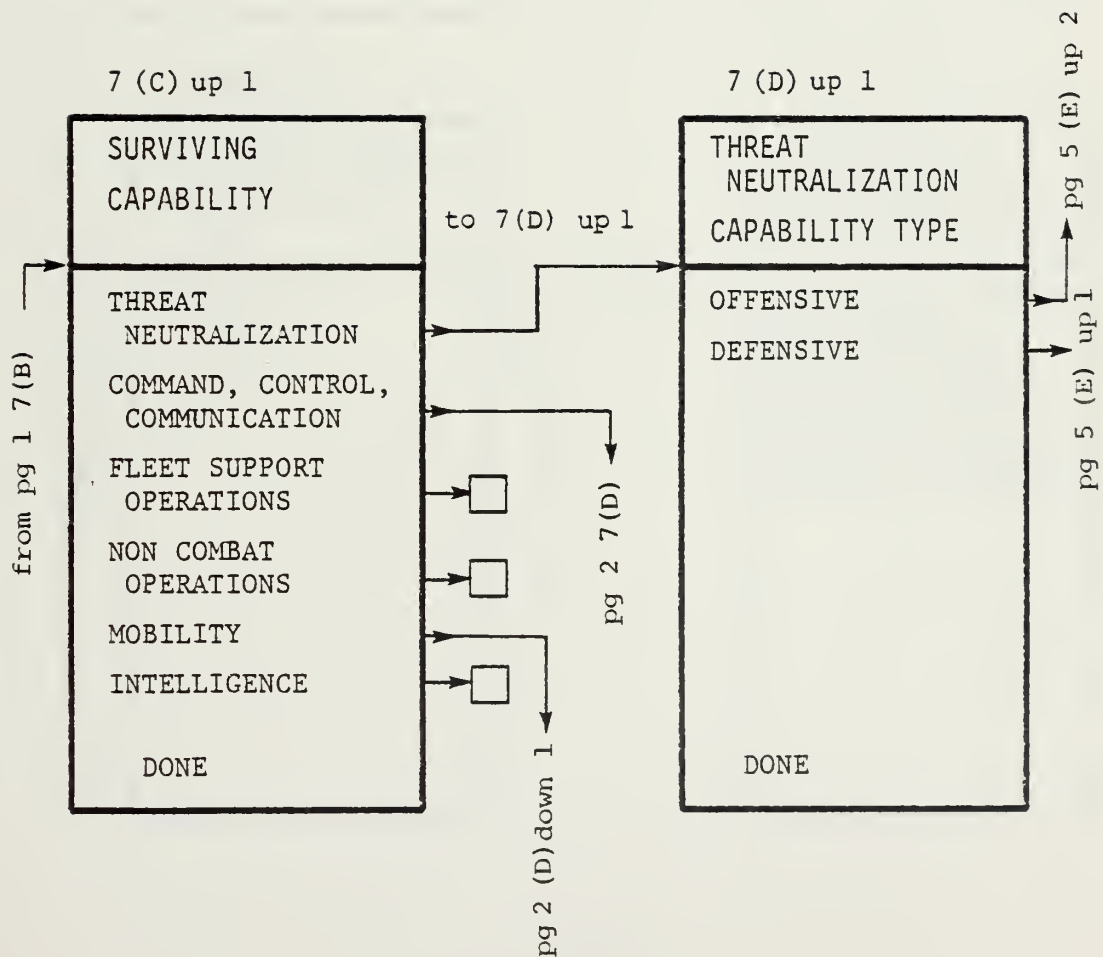 7 (C) up 1
SURVIVING
CAPABILITY
from pg 1 7(B)
THREAT
NEUTRALIZATION
COMMAND, CONTROL,
COMMUNICATION
FLEET SUPPORT
OPERATIONS
NON COMBAT
OPERATIONS
MOBILITY
INTELLIGENCE
DONE
to 7(D) up 1
pg 2 7(D)
pg 2 (D)down 1
7 (D) up 1
THREAT
NEUTRALIZATION
CAPABILITY TYPE
OFFENSIVE
DEFENSIVE
DONE
pg 5 (E) up 2
pg 5 (E) up 1